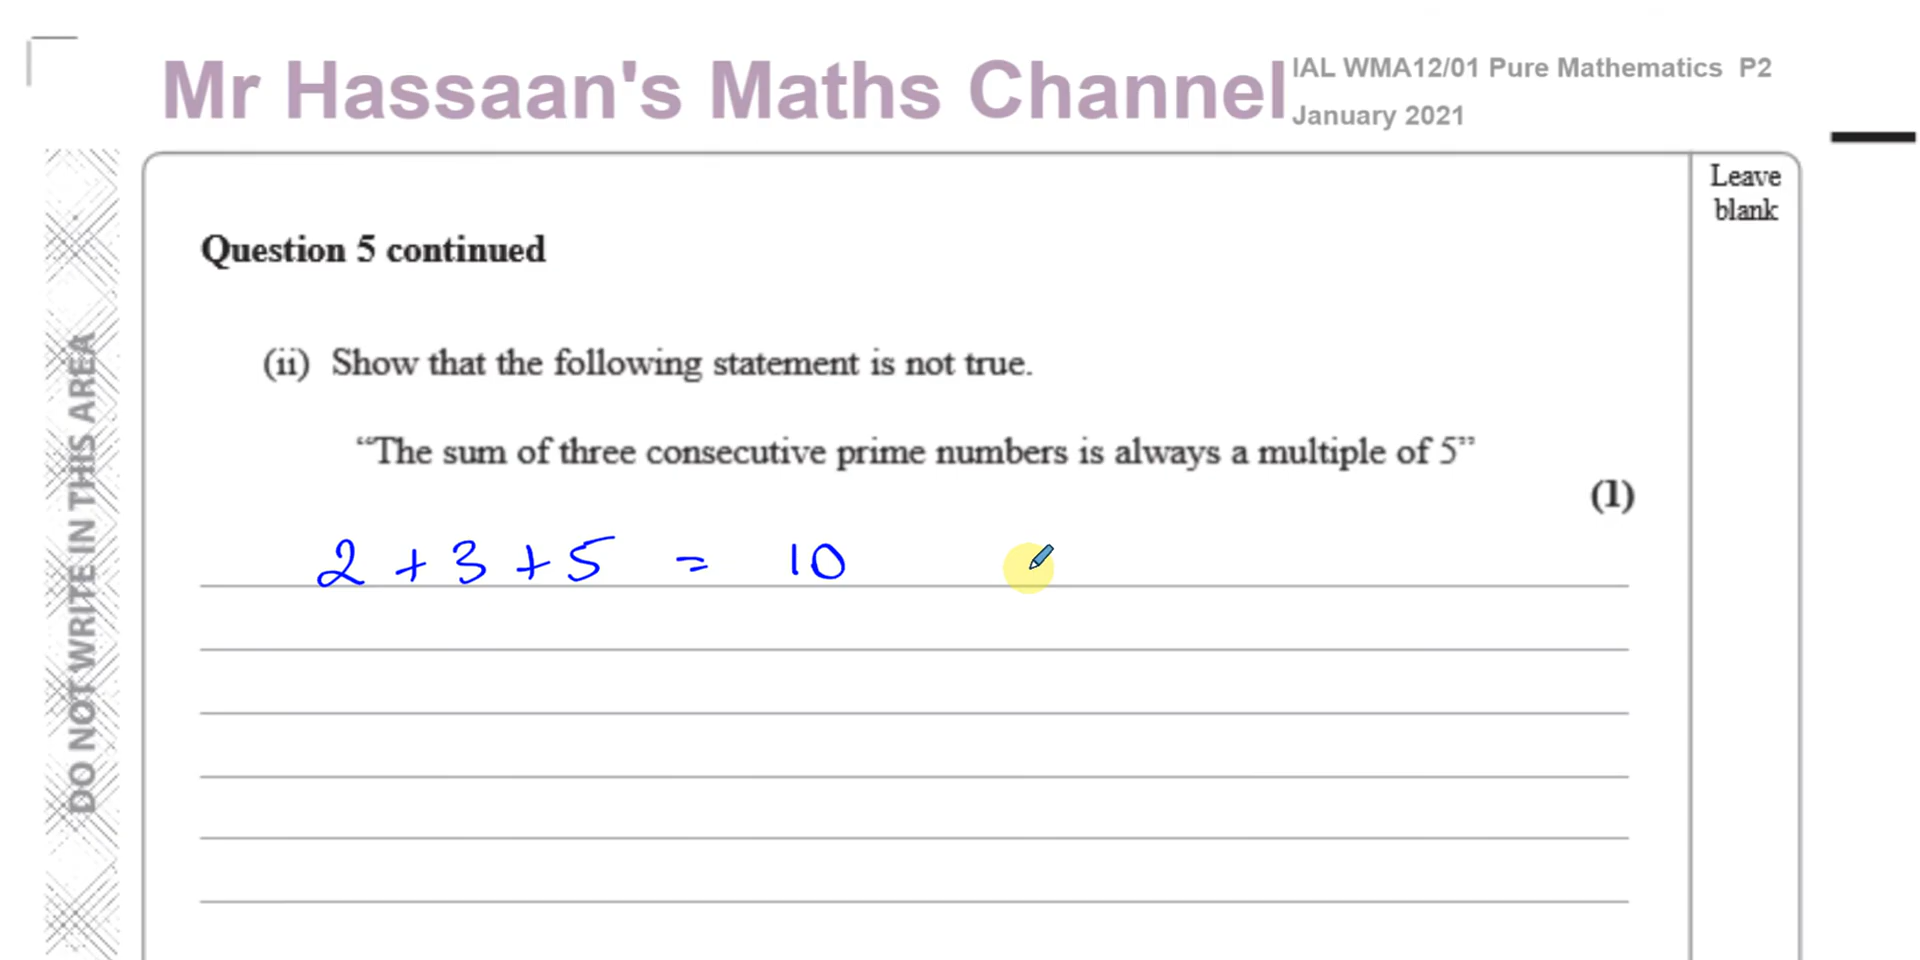 Mr Hassaan's Maths Channel
IAL WMA12/01 Pure Mathematics P2
January 2021
Leave
blank
Question 5 continued
(ii) Show that the following statement is not true.
“The sum of three consecutive prime numbers is always a multiple of 5”
(1)
2 + 3 + 5 = 10
DO NOT WRITE IN THIS AREA